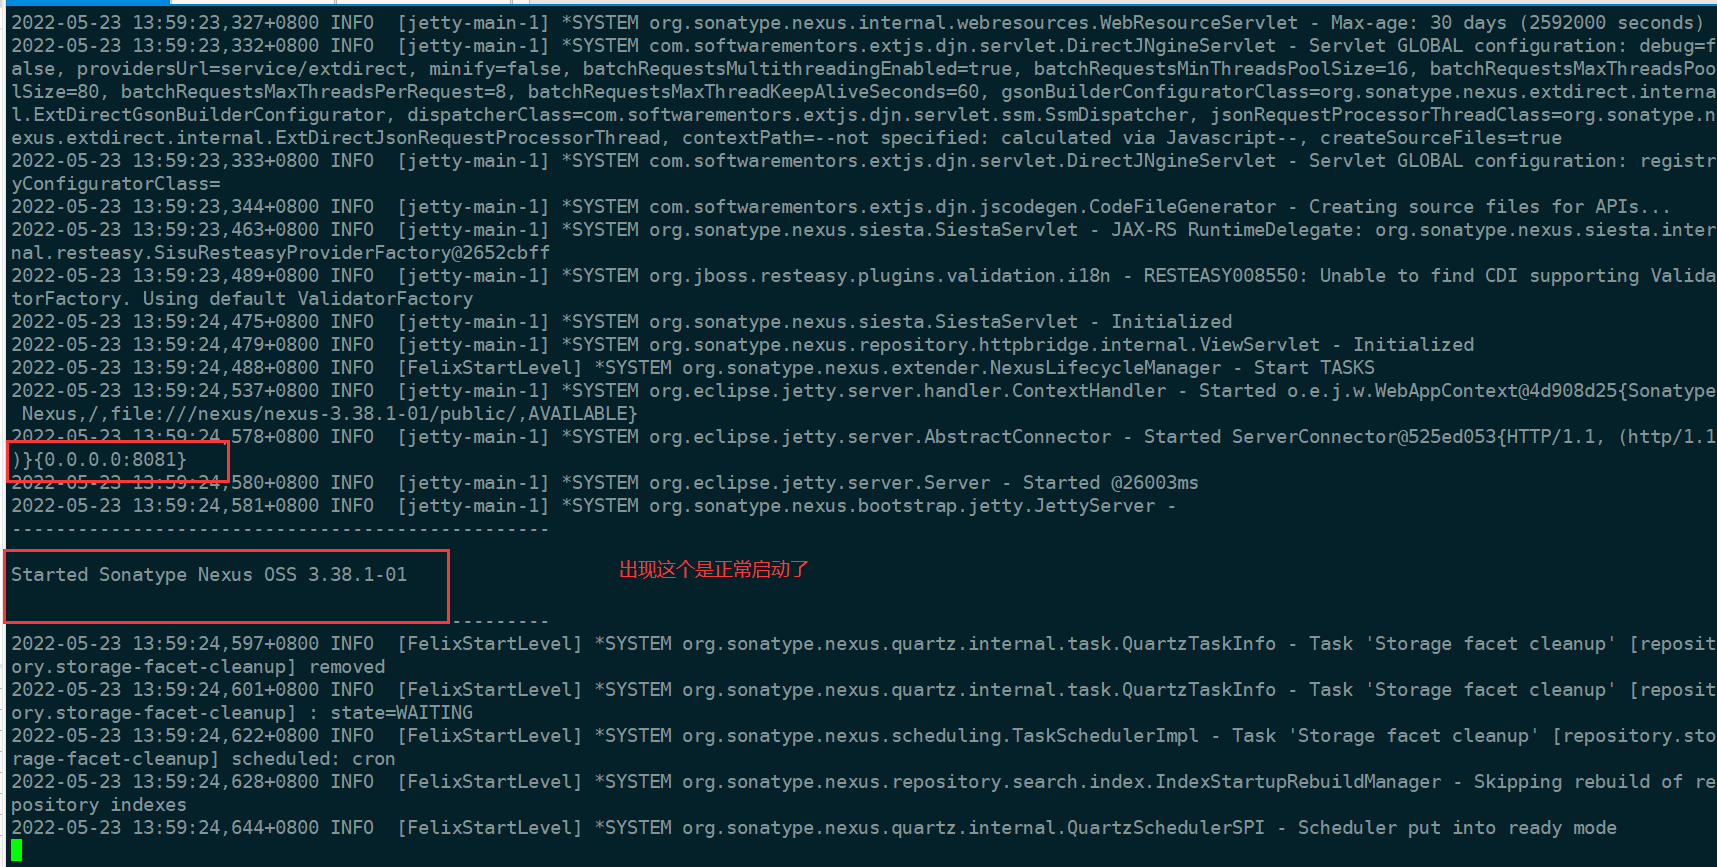 2022-05-23 13:59:23,327+0800 INFO  [jetty-main-1] *SYSTEM org.sonatype.nexus.internal.webresources.WebResourceServlet - Max-age: 30 days (2592000 seconds)
2022-05-23 13:59:23,332+0800 INFO  [jetty-main-1] *SYSTEM com.softwarementors.extjs.djn.servlet.DirectJNgineServlet - Servlet GLOBAL configuration: debug=f
alse, providersUrl=service/extdirect, minify=false, batchRequestsMultithreadingEnabled=true, batchRequestsMinThreadsPoolSize=16, batchRequestsMaxThreadsPoo
lSize=80, batchRequestsMaxThreadsPerRequest=8, batchRequestsMaxThreadKeepAliveSeconds=60, gsonBuilderConfiguratorClass=org.sonatype.nexus.extdirect.interna
l.ExtDirectGsonBuilderConfigurator, dispatcherClass=com.softwarementors.extjs.djn.servlet.ssm.SsmDispatcher, jsonRequestProcessorThreadClass=org.sonatype.n
exus.extdirect.internal.ExtDirectJsonRequestProcessorThread, contextPath=--not specified: calculated via Javascript--, createSourceFiles=true
2022-05-23 13:59:23,333+0800 INFO  [jetty-main-1] *SYSTEM com.softwarementors.extjs.djn.servlet.DirectJNgineServlet - Servlet GLOBAL configuration: registr
yConfiguratorClass=
2022-05-23 13:59:23,344+0800 INFO  [jetty-main-1] *SYSTEM com.softwarementors.extjs.djn.jscodegen.CodeFileGenerator - Creating source files for APIs...
2022-05-23 13:59:23,463+0800 INFO  [jetty-main-1] *SYSTEM org.sonatype.nexus.siesta.SiestaServlet - JAX-RS RuntimeDelegate: org.sonatype.nexus.siesta.inter
nal.resteasy.SisuResteasyProviderFactory@2652cbff
2022-05-23 13:59:23,489+0800 INFO  [jetty-main-1] *SYSTEM org.jboss.resteasy.plugins.validation.i18n - RESTEASY008550: Unable to find CDI supporting Valida
torFactory. Using default ValidatorFactory
2022-05-23 13:59:24,475+0800 INFO  [jetty-main-1] *SYSTEM org.sonatype.nexus.siesta.SiestaServlet - Initialized
2022-05-23 13:59:24,479+0800 INFO  [jetty-main-1] *SYSTEM org.sonatype.nexus.repository.httpbridge.internal.ViewServlet - Initialized
2022-05-23 13:59:24,488+0800 INFO  [FelixStartLevel] *SYSTEM org.sonatype.nexus.extender.NexusLifecycleManager - Start TASKS
2022-05-23 13:59:24,537+0800 INFO  [jetty-main-1] *SYSTEM org.eclipse.jetty.server.handler.ContextHandler - Started o.e.j.w.WebAppContext@4d908d25{Sonatype
 Nexus,/,file:///nexus/nexus-3.38.1-01/public/,AVAILABLE}
2022-05-23 13:59:24,578+0800 INFO  [jetty-main-1] *SYSTEM org.eclipse.jetty.server.AbstractConnector - Started ServerConnector@525ed053{HTTP/1.1, (http/1.1
)}{0.0.0.0:8081}
2022-05-23 13:59:24,580+0800 INFO  [jetty-main-1] *SYSTEM org.eclipse.jetty.server.Server - Started @26003ms
2022-05-23 13:59:24,581+0800 INFO  [jetty-main-1] *SYSTEM org.sonatype.nexus.bootstrap.jetty.JettyServer -
-------------------------------------------------
Started Sonatype Nexus OSS 3.38.1-01
出现这个是正常启动了
---------
2022-05-23 13:59:24,597+0800 INFO  [FelixStartLevel] *SYSTEM org.sonatype.nexus.quartz.internal.task.QuartzTaskInfo - Task 'Storage facet cleanup' [reposit
ory.storage-facet-cleanup] removed
2022-05-23 13:59:24,601+0800 INFO  [FelixStartLevel] *SYSTEM org.sonatype.nexus.quartz.internal.task.QuartzTaskInfo - Task 'Storage facet cleanup' [reposit
ory.storage-facet-cleanup] : state=WAITING
2022-05-23 13:59:24,622+0800 INFO  [FelixStartLevel] *SYSTEM org.sonatype.nexus.scheduling.TaskSchedulerImpl - Task 'Storage facet cleanup' [repository.sto
rage-facet-cleanup] scheduled: cron
2022-05-23 13:59:24,628+0800 INFO  [FelixStartLevel] *SYSTEM org.sonatype.nexus.repository.search.index.IndexStartupRebuildManager - Skipping rebuild of re
pository indexes
2022-05-23 13:59:24,644+0800 INFO  [FelixStartLevel] *SYSTEM org.sonatype.nexus.quartz.internal.QuartzSchedulerSPI - Scheduler put into ready mode